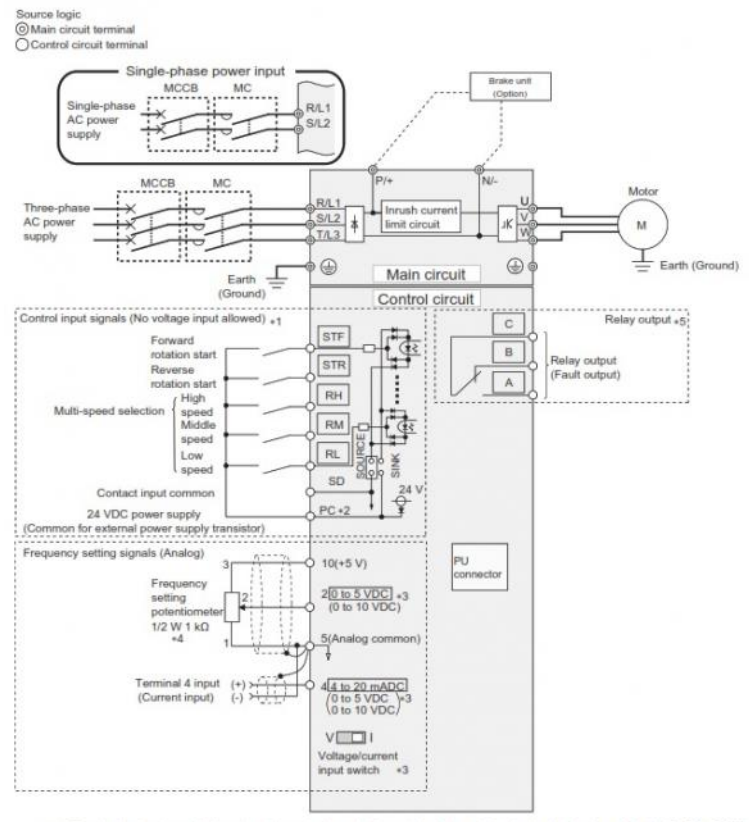 Source logic
Main circuit terminal
Control circuit terminal
Single-phase power input
MCCB
MC
Single-phase
AC power
supply
R/L1
S/L2
Brake unit
(Option)
P/+
N/-
MCCB
MC
Three-phase
AC power
supply
R/L1
S/L2
T/L3
Inrush current
limit circuit
U
V
W
Motor
M
Earth (Ground)
Earth
(Ground)
Main circuit
Control circuit
Control input signals (No voltage input allowed) *1
Forward
rotation start
Reverse
rotation start
Multi-speed selection
High
speed
Middle
speed
Low
speed
Contact input common
24 VDC power supply
(Common for external power supply transistor)
STF
STR
RH
RM
RL
SD
PC *2
SOURCE
SINK
24 V
C
B
A
Relay output *5
Relay output
(Fault output)
Frequency setting signals (Analog)
Frequency
setting
potentiometer
1/2 W 1 kΩ
*4
3
2
1
10(+5 V)
2 0 to 5 VDC *3
(0 to 10 VDC)
5(Analog common)
Terminal 4 input
(Current input)
(+)
(-)
4 4 to 20 mADC
(0 to 5 VDC *3
0 to 10 VDC)
V I
Voltage/current
input switch *3
PU
connector